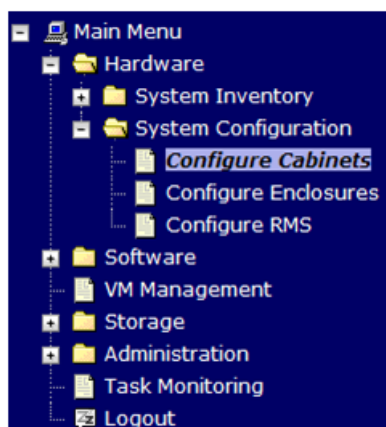 Main Menu
Hardware
System Inventory
System Configuration
Configure Cabinets
Configure Enclosures
Configure RMS
Software
VM Management
Storage
Administration
Task Monitoring
Logout